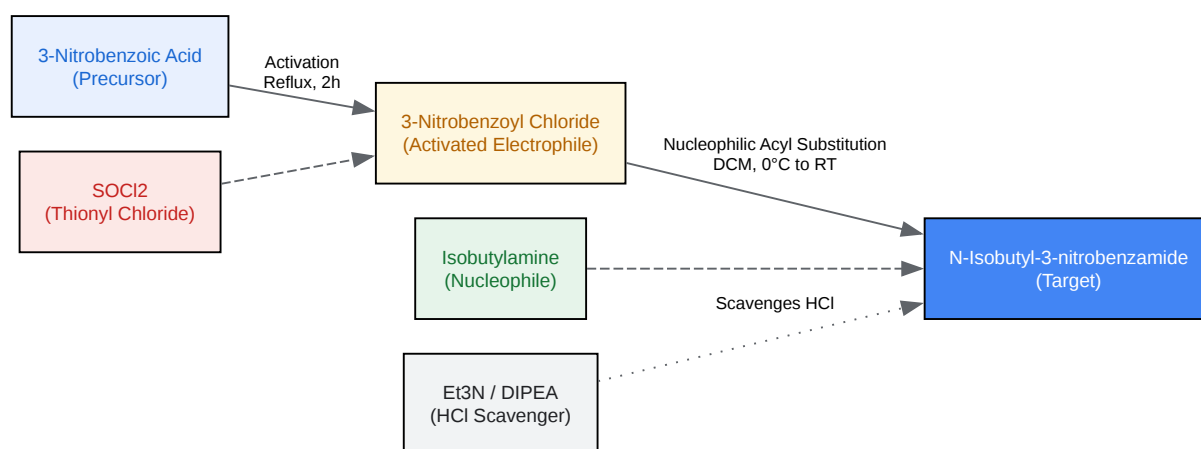 3-Nitrobenzoic Acid
(Precursor)
Activation
Reflux, 2h
SOCl2
(Thionyl Chloride)
3-Nitrobenzoyl Chloride
(Activated Electrophile)
Nucleophilic Acyl Substitution
DCM, 0°C to RT
Isobutylamine
(Nucleophile)
N-Isobutyl-3-nitrobenzamide
(Target)
Scavenges HCl
Et3N / DIPEA
(HCl Scavenger)